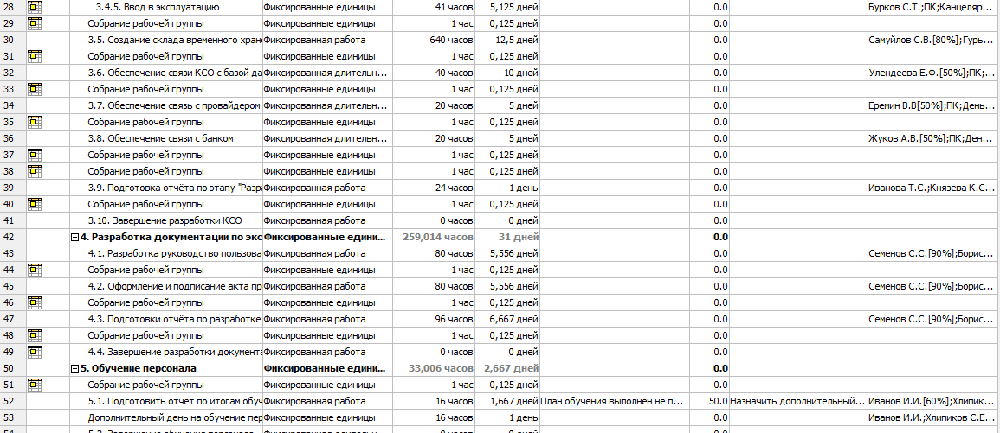 28 3.4.5. Ввод в эксплуатацию Фиксированные единицы 41 часов 5,125 дней 0.0 Бурков С.Т.;ПК;Канцеляр...
29 Собрание рабочей группы Фиксированные единицы 1 час 0,125 дней 0.0
30 3.5. Создание склада временного хран Фиксированная работа 640 часов 12,5 дней 0.0 Самуйлов С.В.[80%];Гурь...
31 Собрание рабочей группы Фиксированные единицы 1 час 0,125 дней 0.0
32 3.6. Обеспечение связи КСО с базой да Фиксированная длительн... 40 часов 10 дней 0.0 Улендеева Е.Ф.[50%];ПК;...
33 Собрание рабочей группы Фиксированные единицы 1 час 0,125 дней 0.0
34 3.7. Обеспечение связь с провайдером Фиксированная длительн... 20 часов 5 дней 0.0 Еремин В.В[50%];ПК;День...
35 Собрание рабочей группы Фиксированные единицы 1 час 0,125 дней 0.0
36 3.8. Обеспечение связи с банком Фиксированная длительн... 20 часов 5 дней 0.0 Жуков А.В.[50%];ПК;Ден...
37 Собрание рабочей группы Фиксированные единицы 1 час 0,125 дней 0.0
38 Собрание рабочей группы Фиксированные единицы 1 час 0,125 дней 0.0
39 3.9. Подготовка отчёта по этапу "Разра Фиксированная работа 24 часов 1 день 0.0 Иванова Т.С.;Князева К.С...
40 Собрание рабочей группы Фиксированные единицы 1 час 0,125 дней 0.0
41 3.10. Завершение разработки КСО Фиксированная работа 0 часов 0 дней 0.0
42 4. Разработка документации по экс Фиксированные едини... 259,014 часов 31 дней 0.0
43 4.1. Разработка руководство пользова Фиксированная работа 80 часов 5,556 дней 0.0 Семенов С.С.[90%];Борис...
44 Собрание рабочей группы Фиксированные единицы 1 час 0,125 дней 0.0
45 4.2. Оформление и подписание акта пр Фиксированная работа 80 часов 5,556 дней 0.0 Семенов С.С.[90%];Борис...
46 Собрание рабочей группы Фиксированные единицы 1 час 0,125 дней 0.0
47 4.3. Подготовки отчёта по разработке Фиксированная работа 96 часов 6,667 дней 0.0 Семенов С.С.[90%];Борис...
48 Собрание рабочей группы Фиксированные единицы 1 час 0,125 дней 0.0
49 4.4. Завершение разработки документа Фиксированная работа 0 часов 0 дней 0.0
50 5. Обучение персонала Фиксированные едини... 33,006 часов 2,667 дней 0.0
51 Собрание рабочей группы Фиксированные единицы 1 час 0,125 дней 0.0
52 5.1. Подготовить отчёт по итогам обуч Фиксированная работа 16 часов 1,667 дней План обучения выполнен не п... 50.0 Назначить дополнительный... Иванов И.И.[60%];Хлипик...
53 Дополнительный день на обучение пер Фиксированная работа 16 часов 1 день 0.0 Иванов И.И.;Хлипиков С.Е...